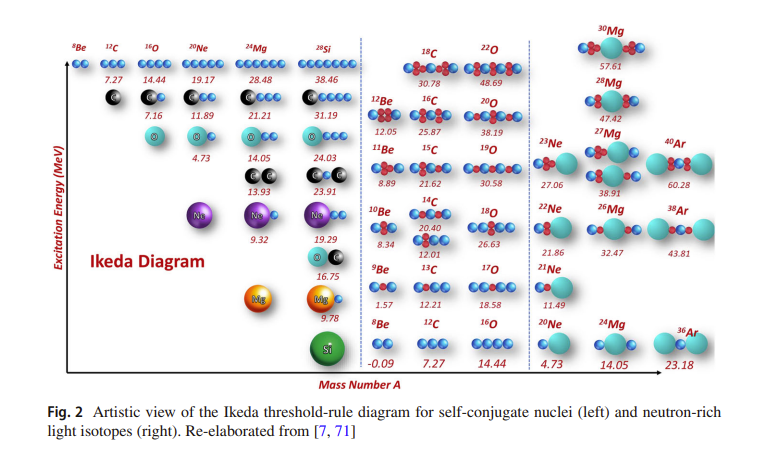 ³⁰Mg
¹⁸C ²²O
⁸Be ¹²C ¹⁶O ²⁰Ne ²⁴Mg ²⁸Si
57.61
7.27 14.44 19.17 28.48 38.46
30.78 48.69
²⁸Mg
C C C C C
¹²Be ¹⁶C ²⁰O
7.16 11.89 21.21 31.19
47.42
12.05 25.87 38.19
²³Ne ²⁷Mg ⁴⁰Ar
O O O O
¹¹Be ¹⁵C ¹⁹O
4.73 14.05 24.03
C C C C
8.89 21.62 30.58
27.06 38.91 60.28
13.93 23.91
¹⁰Be ¹⁴C ¹⁸O
²²Ne ²⁶Mg ³⁸Ar
Ne Ne Ne
20.40
9.32 19.29
8.34 12.01 26.63
21.86 32.47 43.81
Ikeda Diagram
O C
⁹Be ¹³C ¹⁷O
²¹Ne
16.75
Mg Mg
1.57 12.21 18.58
11.49
9.78
⁸Be ¹²C ¹⁶O
²⁰Ne ²⁴Mg ³⁶Ar
Si
-0.09 7.27 14.44 4.73 14.05 23.18
Excitation Energy (MeV)
Mass Number A
Fig. 2 Artistic view of the Ikeda threshold-rule diagram for self-conjugate nuclei (left) and neutron-rich
light isotopes (right). Re-elaborated from [7, 71]